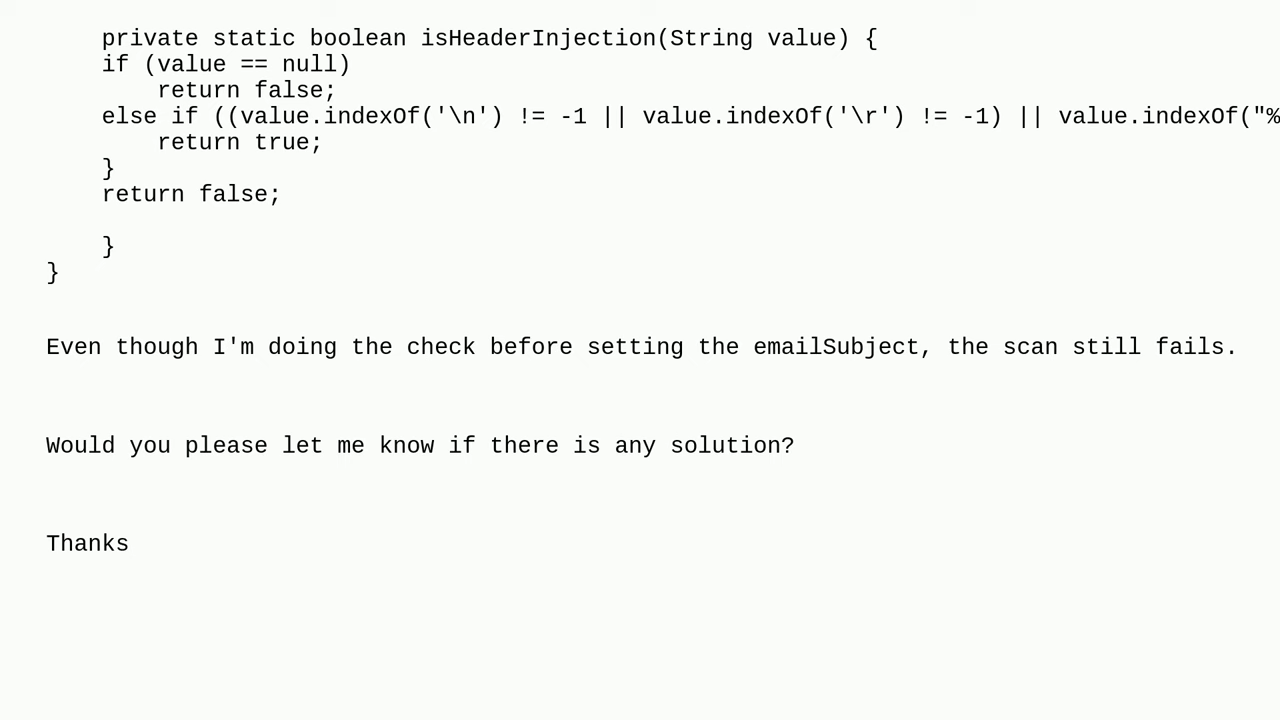 private static boolean isHeaderInjection(String value) {
if (value == null)
return false;
else if ((value.indexOf('\n') != -1 || value.indexOf('\r') != -1) || value.indexOf("%
return true;
}
return false;
}
}
Even though I'm doing the check before setting the emailSubject, the scan still fails.
Would you please let me know if there is any solution?
Thanks